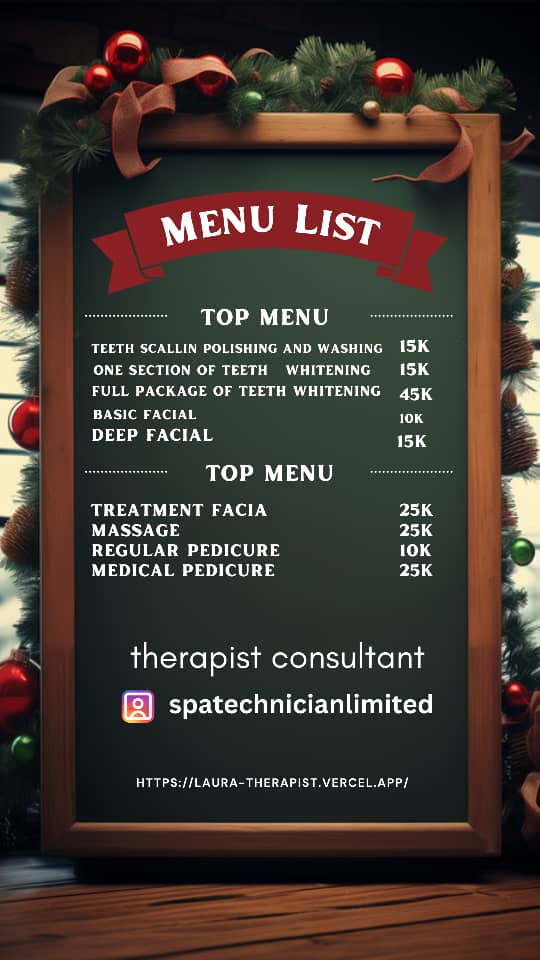 MENU LIST
TOP MENU
TEETH SCALLIN POLISHING AND WASHING 15K
ONE SECTION OF TEETH WHITENING 15K
FULL PACKAGE OF TEETH WHITENING 45K
BASIC FACIAL 10K
DEEP FACIAL 15K
TOP MENU
TREATMENT FACIA 25K
MASSAGE 25K
REGULAR PEDICURE 10K
MEDICAL PEDICURE 25K
therapist consultant
spatechnicianlimited
HTTPS://LAURA-THERAPIST.VERCEL.APP/